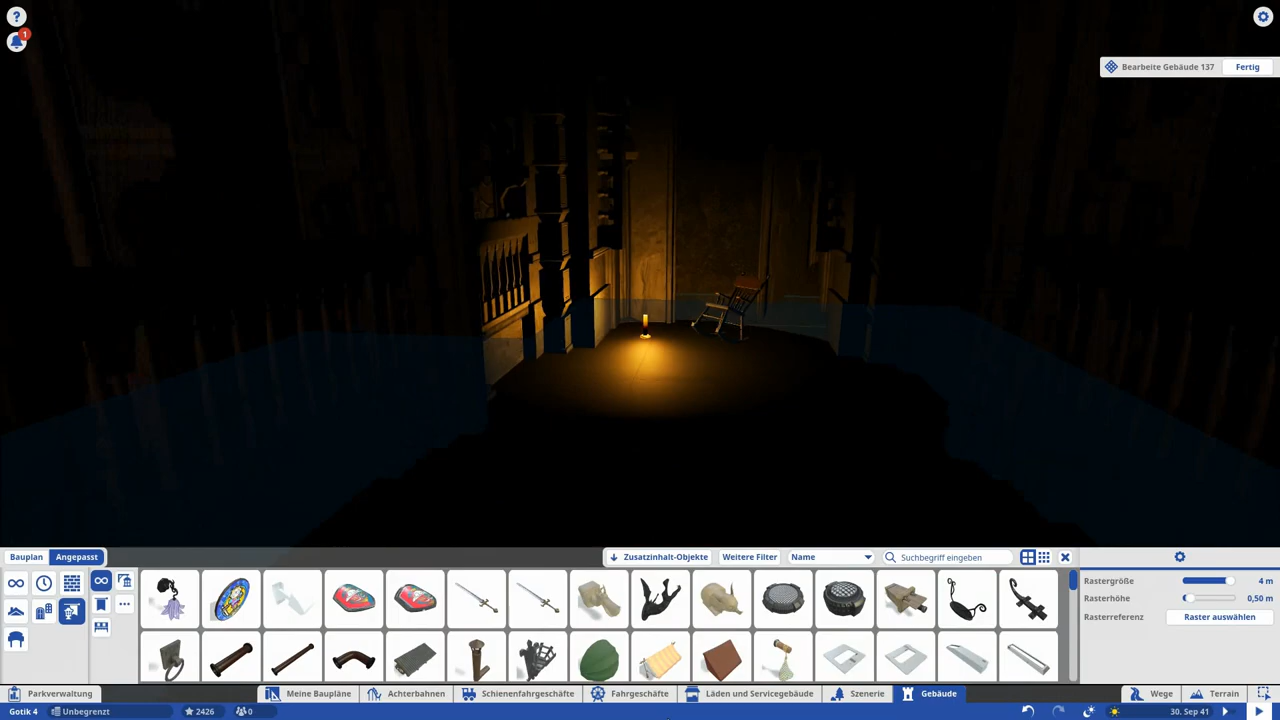 ?
1
Bearbeite Gebäude 137 Fertig
Bauplan Angepasst
Zusatzinhalt-Objekte Weitere Filter Name Suchbegriff eingeben
Rastergröße 4 m
Rasterhöhe 0,50 m
Rasterreferenz Raster auswählen
Parkverwaltung Meine Baupläne Achterbahnen Schienenfahrgeschäfte Fahrgeschäfte Läden und Servicegebäude Szenerie Gebäude Wege Terrain
Gotik 4 Unbegrenzt 2426 0 30. Sep 41